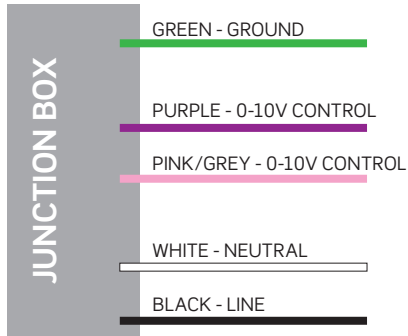 JUNCTION BOX
GREEN - GROUND
PURPLE - 0-10V CONTROL
PINK/GREY - 0-10V CONTROL
WHITE - NEUTRAL
BLACK - LINE